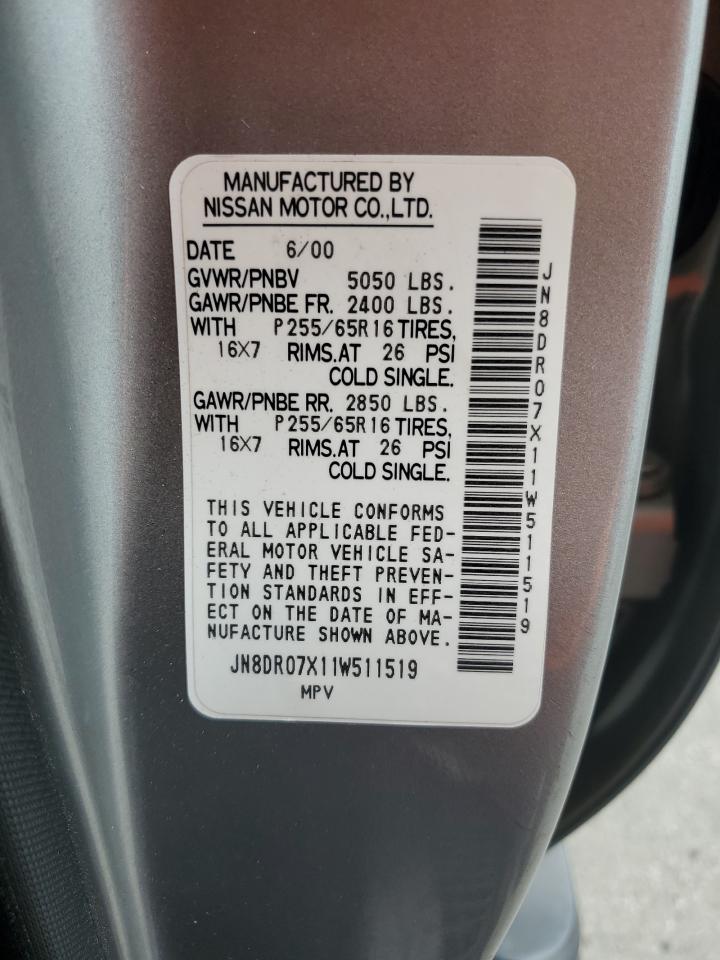 MANUFACTURED BY
NISSAN MOTOR CO.,LTD.
DATE 6/00
GVWR/PNBV 5050 LBS.
GAWR/PNBE FR. 2400 LBS.
WITH P255/65R16 TIRES,
16X7 RIMS.AT 26 PSI
COLD SINGLE.
GAWR/PNBE RR. 2850 LBS.
WITH P255/65R16 TIRES,
16X7 RIMS.AT 26 PSI
COLD SINGLE.
THIS VEHICLE CONFORMS
TO ALL APPLICABLE FED-
ERAL MOTOR VEHICLE SA-
FETY AND THEFT PREVEN-
TION STANDARDS IN EFF-
ECT ON THE DATE OF MA-
NUFACTURE SHOWN ABOVE.
JN8DR07X11W511519
MPV
JN8DR07X11W511519